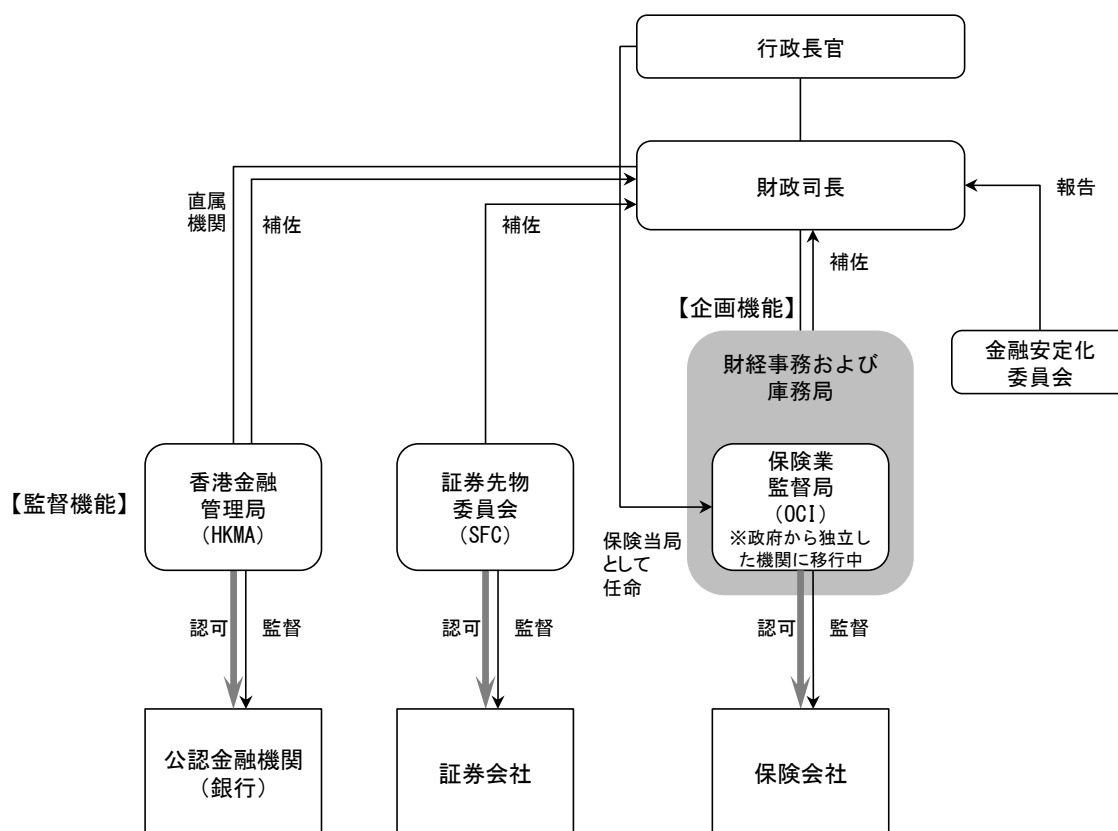 行政長官
財政司長
直属
機関
補佐
補佐
報告
補佐
【企画機能】
財経事務および
庫務局
金融安定化
委員会
【監督機能】
香港金融
管理局
（HKMA）
証券先物
委員会
（SFC）
保険業
監督局
（OCI）
※政府から独立し
た機関に移行中
保険当局
として
任命
認可
監督
認可
監督
認可
監督
公認金融機関
（銀行）
証券会社
保険会社